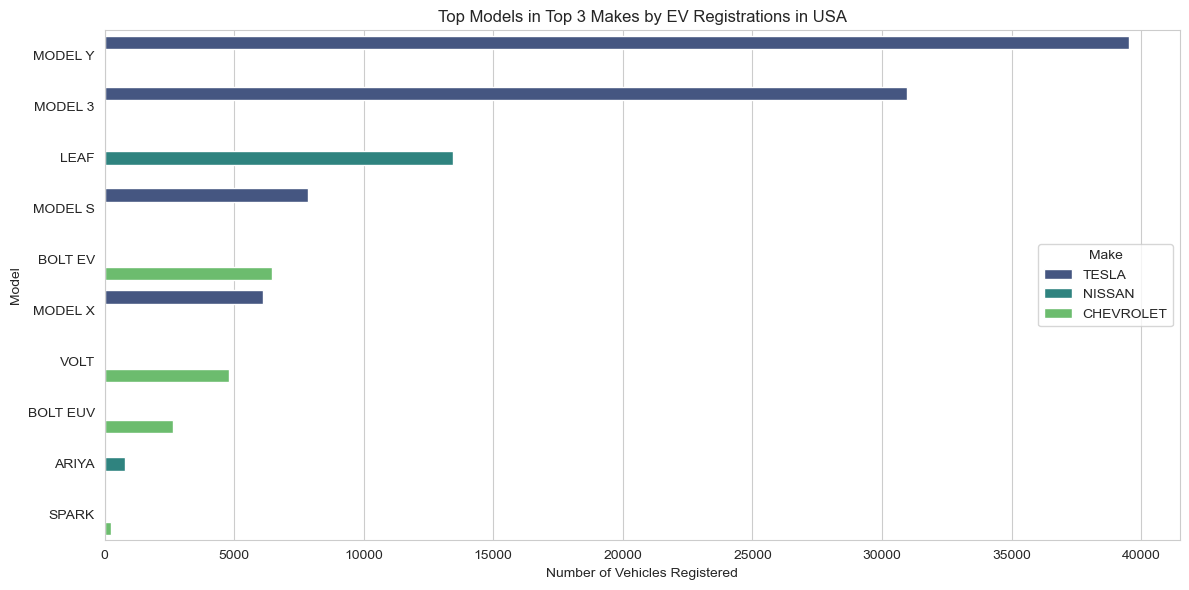 Top Models in Top 3 Makes by EV Registrations in USA
MODEL Y
MODEL 3
LEAF
MODEL S
BOLT EV
MODEL X
VOLT
BOLT EUV
ARIYA
SPARK
Model
Make
TESLA
NISSAN
CHEVROLET
0 5000 10000 15000 20000 25000 30000 35000 40000
Number of Vehicles Registered